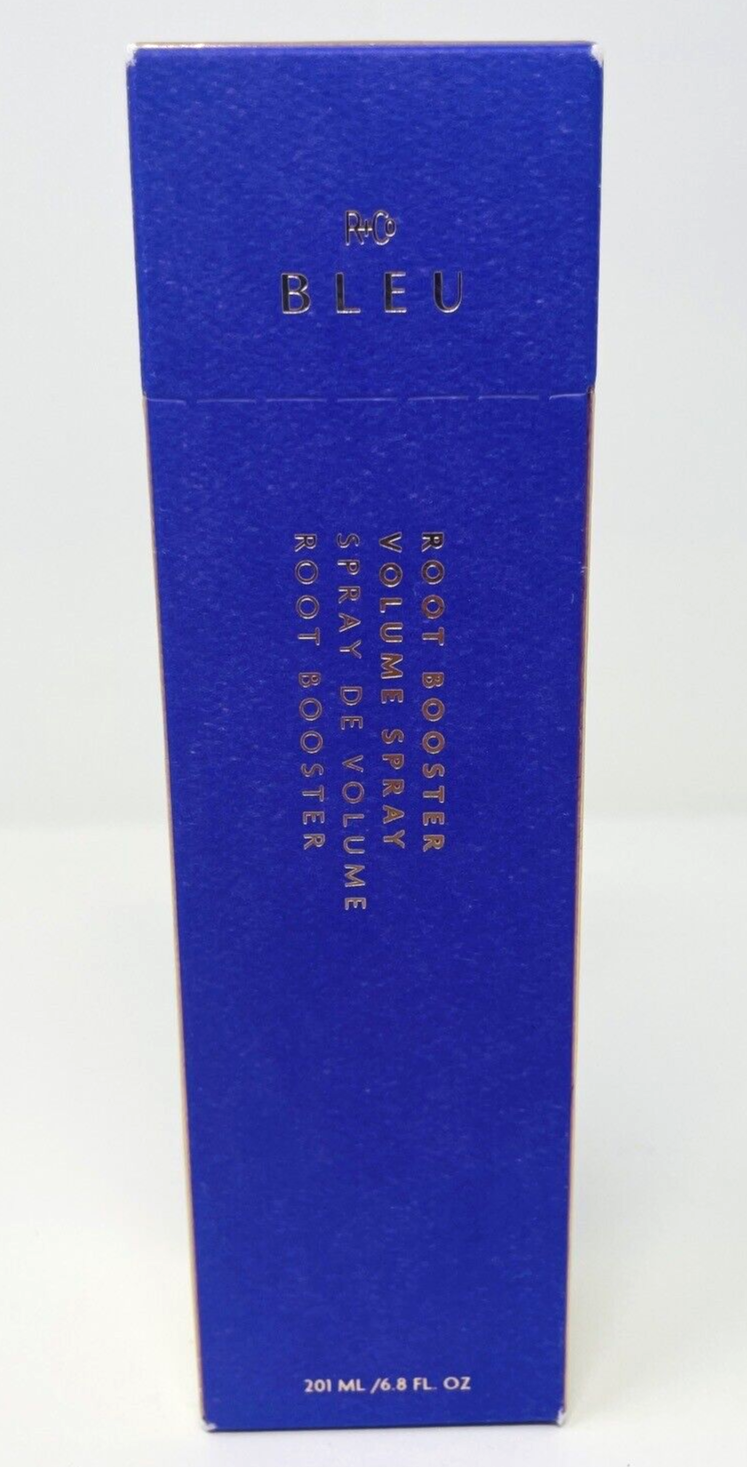 R+Co
BLEU
ROOT BOOSTER
VOLUME SPRAY
SPRAY DE VOLUME
ROOT BOOSTER
201 ML /6.8 FL. OZ